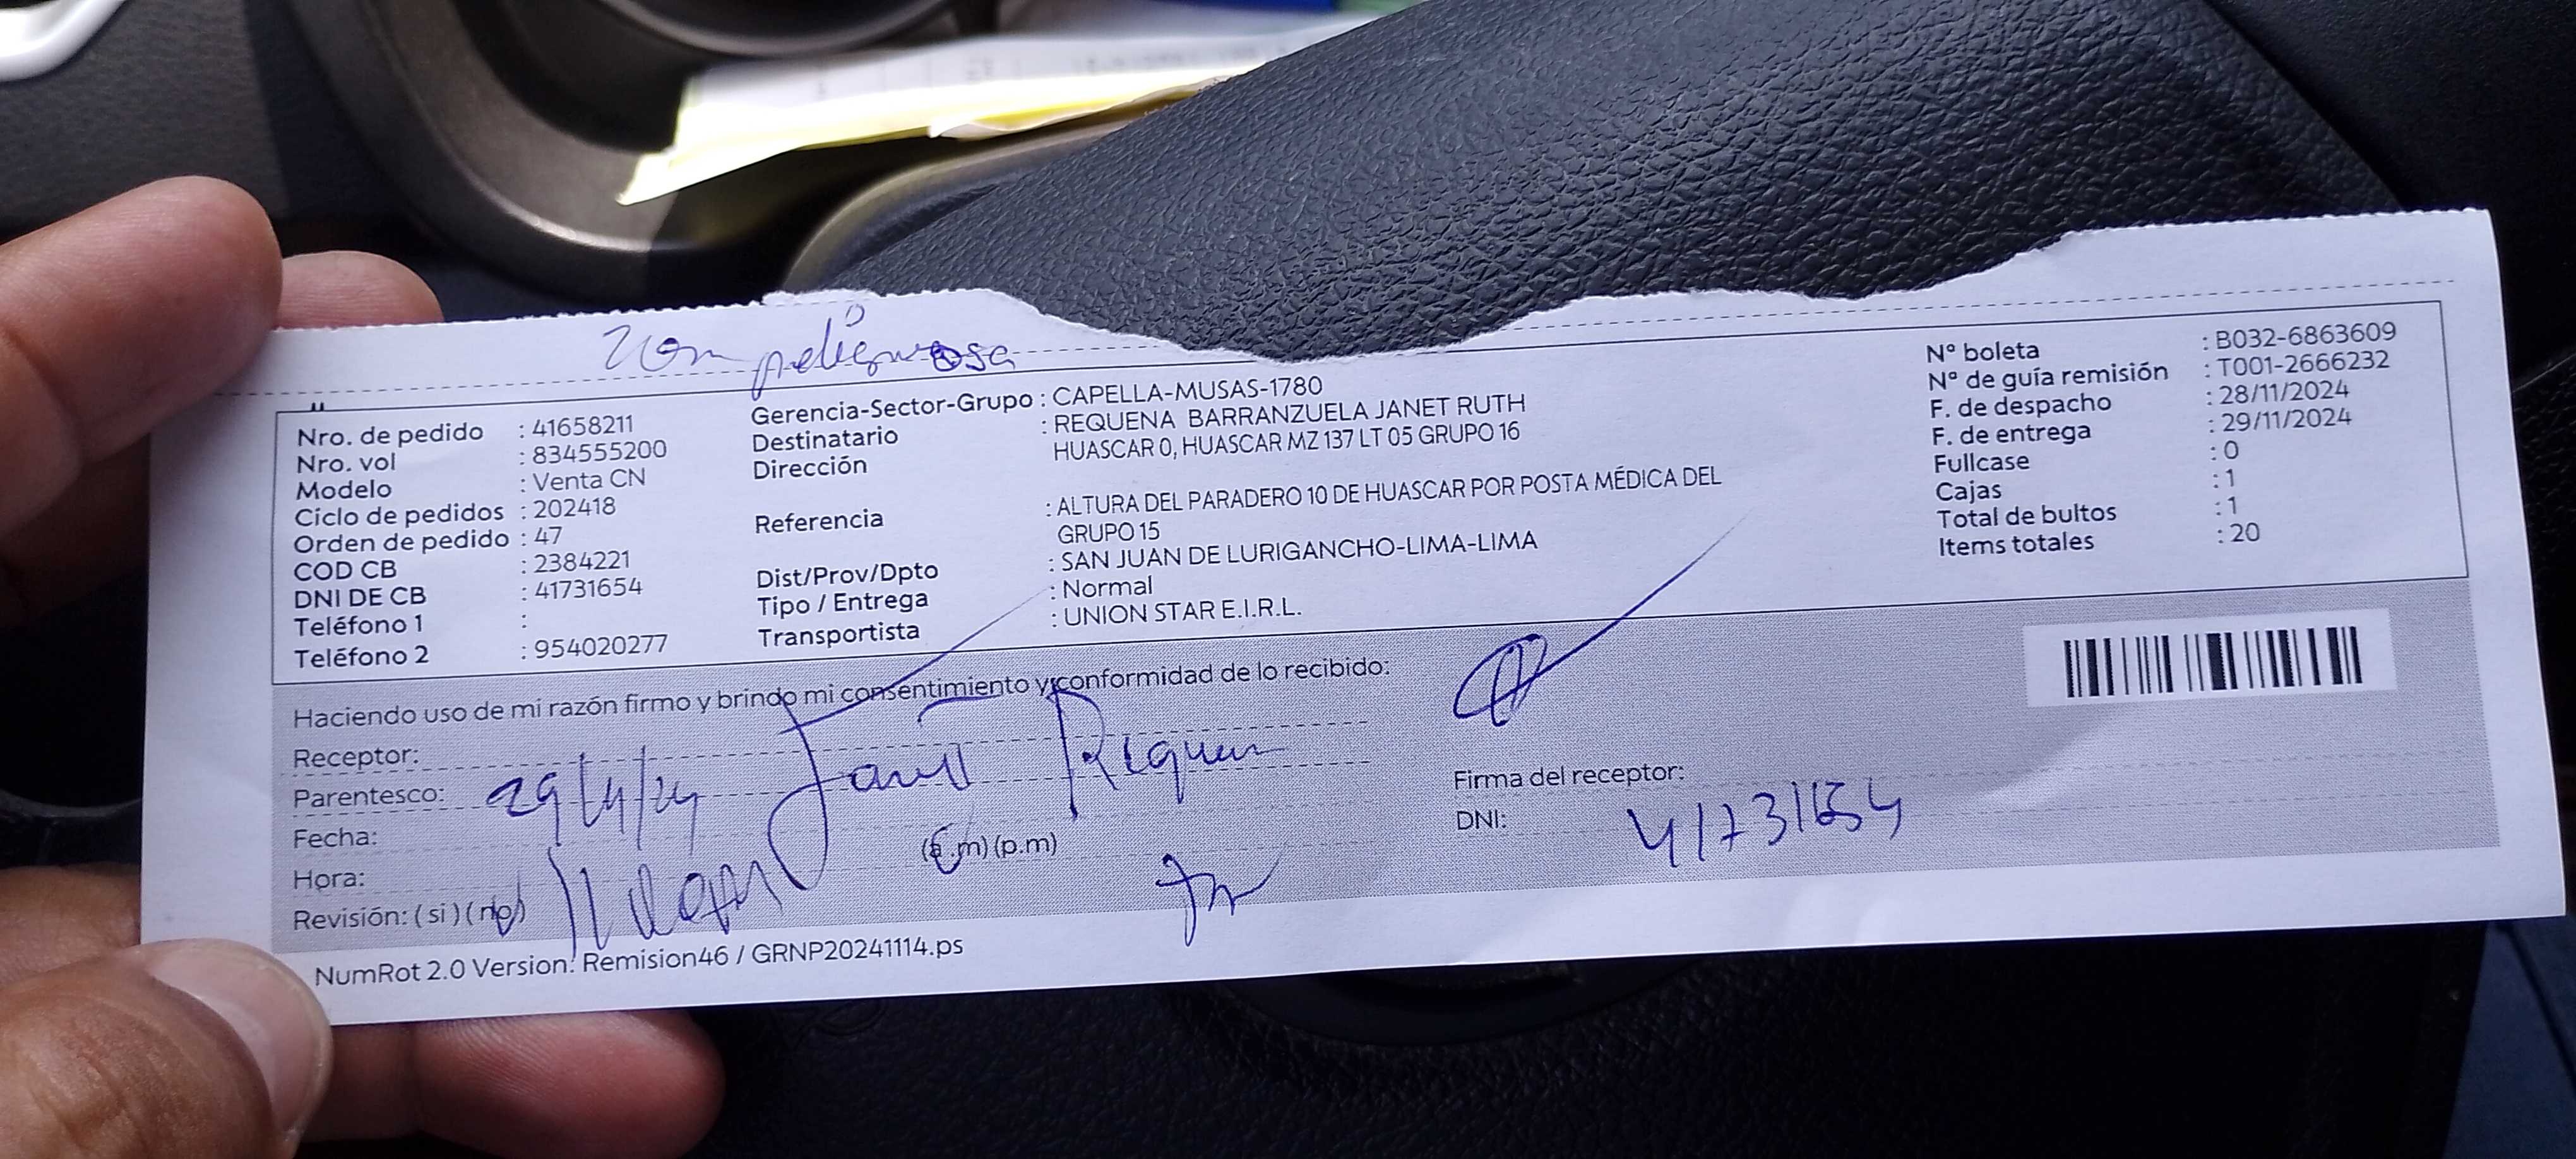 Zona peligrosa
Nro. de pedido : 41658211
Nro. vol : 834555200
Modelo : Venta CN
Ciclo de pedidos : 202418
Orden de pedido : 47
COD CB : 2384221
DNI DE CB : 41731654
Teléfono 1 :
Teléfono 2 : 954020277
Gerencia-Sector-Grupo : CAPELLA-MUSAS-1780
Destinatario : REQUENA BARRANZUELA JANET RUTH
Dirección HUASCAR 0, HUASCAR MZ 137 LT 05 GRUPO 16
Referencia : ALTURA DEL PARADERO 10 DE HUASCAR POR POSTA MÉDICA DEL
GRUPO 15
Dist/Prov/Dpto : SAN JUAN DE LURIGANCHO-LIMA-LIMA
Tipo / Entrega : Normal
Transportista : UNION STAR E.I.R.L.
Nº boleta : B032-6863609
Nº de guía remisión : T001-2666232
F. de despacho : 28/11/2024
F. de entrega : 29/11/2024
Fullcase : 0
Cajas : 1
Total de bultos : 1
Items totales : 20
Haciendo uso de mi razón firmo y brindo mi consentimiento y conformidad de lo recibido:
Receptor: Janet Requena
Parentesco:
Fecha: 29/11/24
Hora: (a.m) (p.m)
Revisión: (si) (no)
Firma del receptor:
DNI: 41731654
NumRot 2.0 Version: Remision46 / GRNP20241114.ps